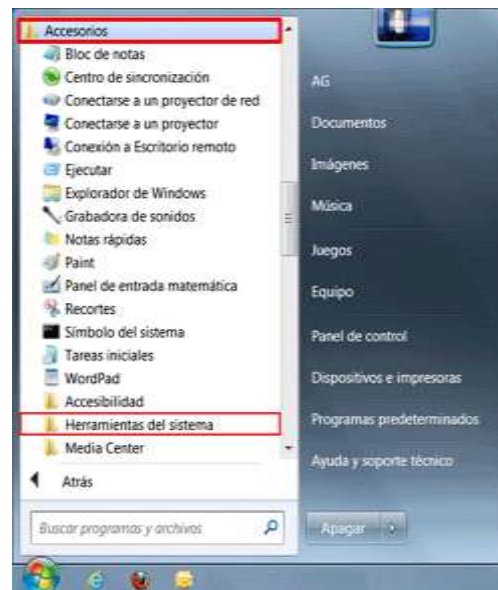 Accesorios
Bloc de notas
Centro de sincronización
Conectarse a un proyector de red
Conectarse a un proyector
Conexión a Escritorio remoto
Ejecutar
Explorador de Windows
Grabadora de sonidos
Notas rápidas
Paint
Panel de entrada matemática
Recortes
Símbolo del sistema
Tareas iniciales
WordPad
Accesibilidad
Herramientas del sistema
Media Center
Atrás
Buscar programas y archivos
AG
Documentos
Imágenes
Música
Juegos
Equipo
Panel de control
Dispositivos e impresoras
Programas predeterminados
Ayuda y soporte técnico
Apagar